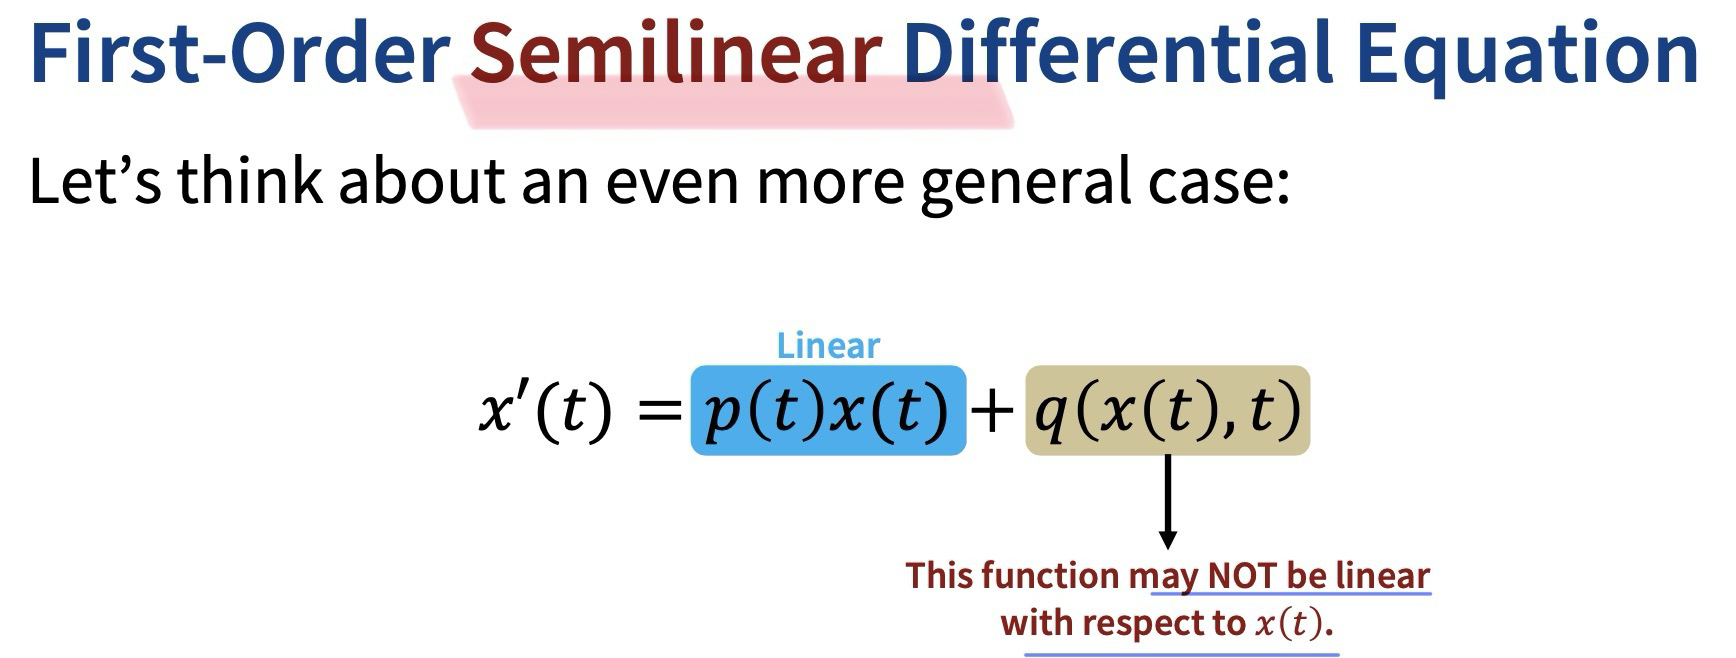 First-Order Semilinear Differential Equation
Let’s think about an even more general case:
Linear
x′(t) = p(t)x(t) + q(x(t), t)
This function may NOT be linear
with respect to x(t).